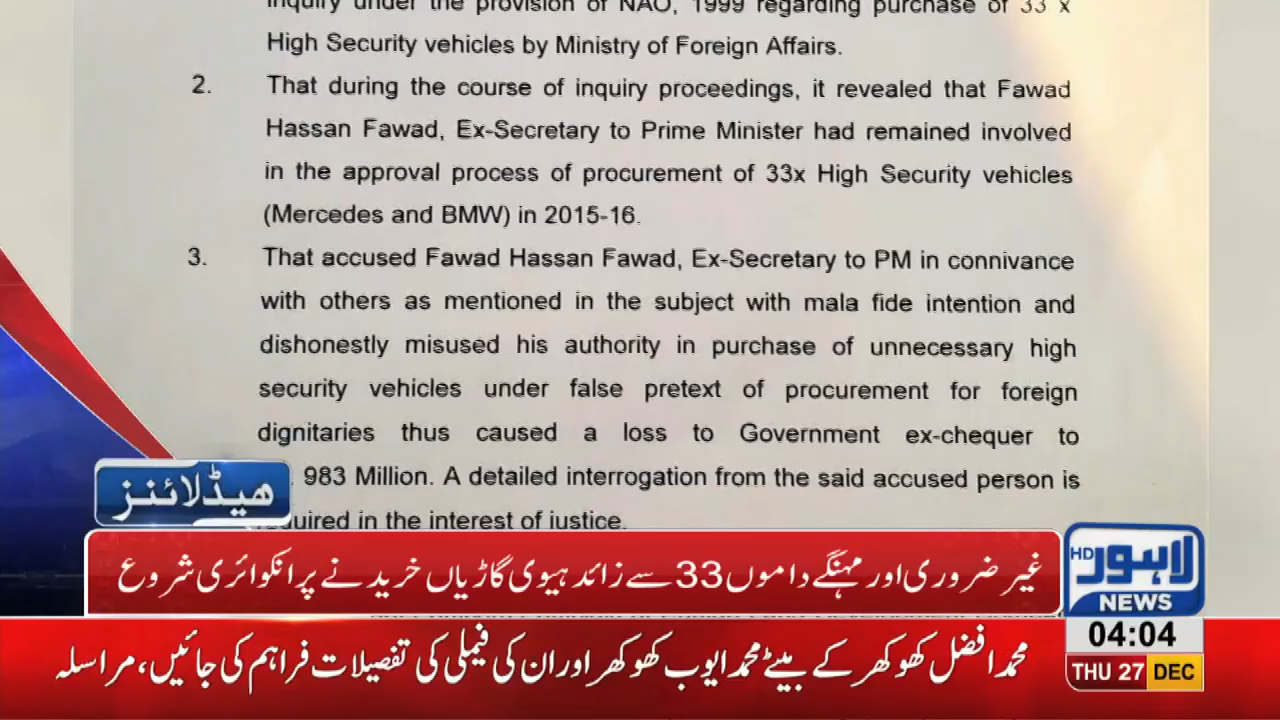 inquiry under the provision of NAO, 1999 regarding purchase of 33 x
High Security vehicles by Ministry of Foreign Affairs.
2. That during the course of inquiry proceedings, it revealed that Fawad
Hassan Fawad, Ex-Secretary to Prime Minister had remained involved
in the approval process of procurement of 33x High Security vehicles
(Mercedes and BMW) in 2015-16.
3. That accused Fawad Hassan Fawad, Ex-Secretary to PM in connivance
with others as mentioned in the subject with mala fide intention and
dishonestly misused his authority in purchase of unnecessary high
security vehicles under false pretext of procurement for foreign
dignitaries thus caused a loss to Government ex-chequer to
983 Million. A detailed interrogation from the said accused person is
in the interest of justice.
ہیڈلائنز
غیر ضروری اور مہنگے داموں 33 سے زائد ہیوی گاڑیاں خریدنے پر انکوائری شروع
HD لاہور
NEWS
04:04
THU 27 DEC
محمد افضل کھوکھر کے بیٹے محمد ایوب کھوکھر اور ان کی فیملی کی تفصیلات فراہم کی جائیں، مراسلہ